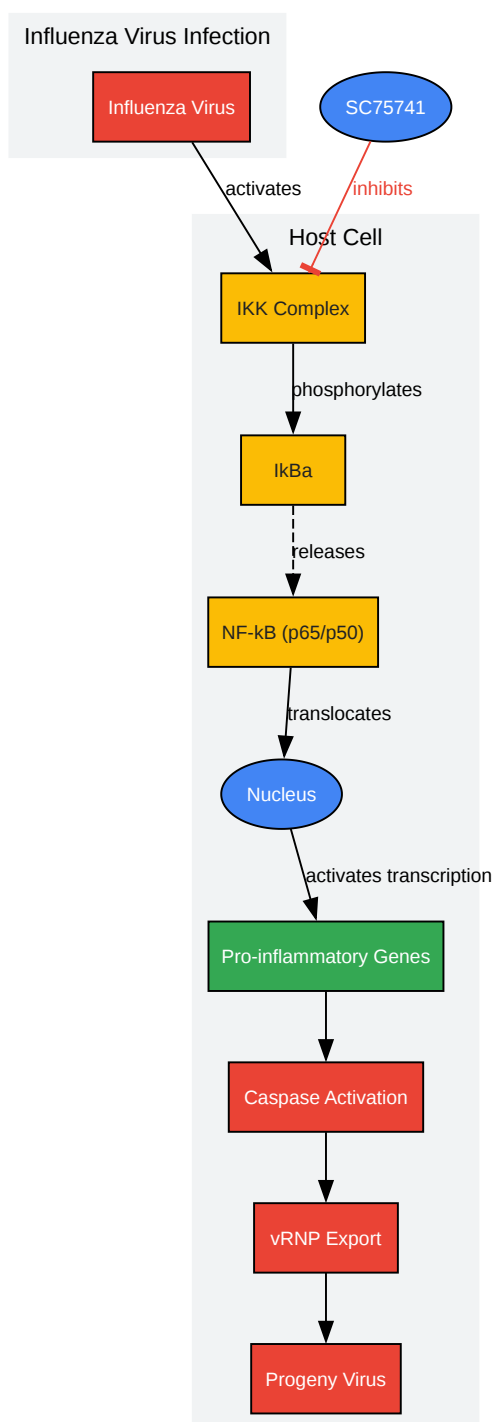 Influenza Virus Infection
Influenza Virus
SC75741
activates
inhibits
Host Cell
IKK Complex
phosphorylates
IkBa
releases
NF-kB (p65/p50)
translocates
Nucleus
activates transcription
Pro-inflammatory Genes
Caspase Activation
vRNP Export
Progeny Virus